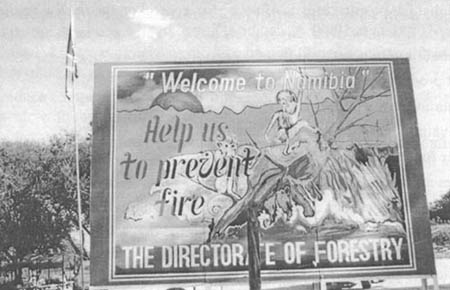 "Welcome to Namibia"
Help us
to prevent
fire
THE DIRECTORATE OF FORESTRY